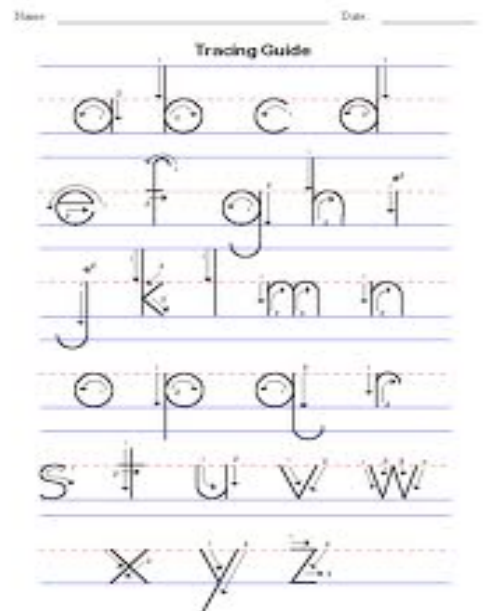 Name Date
Tracing Guide
a b c d
e f g h i
j k l m n
o p q r
s t u v w
x y z